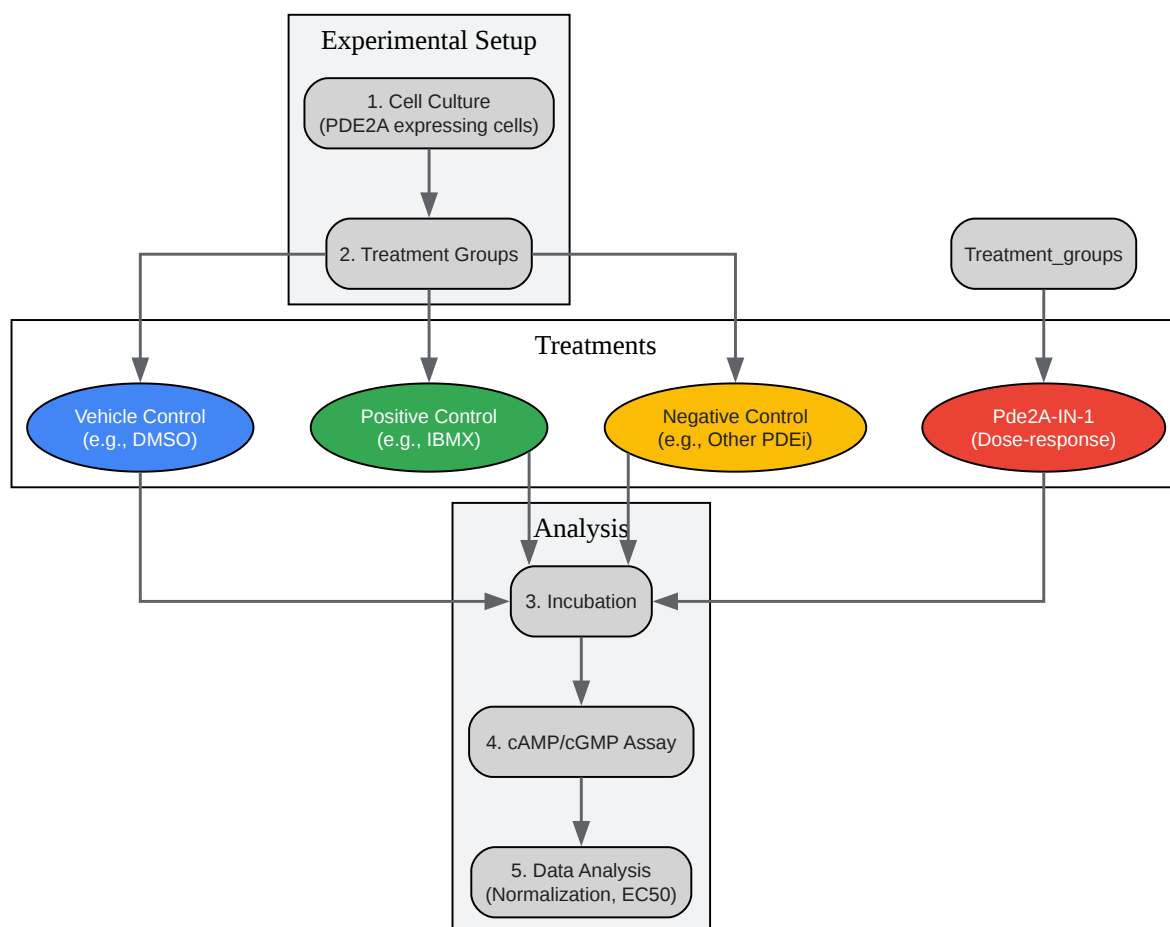 Experimental Setup
1. Cell Culture
(PDE2A expressing cells)
2. Treatment Groups
Treatment_groups
Treatments
Vehicle Control
(e.g., DMSO)
Positive Control
(e.g., IBMX)
Negative Control
(e.g., Other PDEi)
Pde2A-IN-1
(Dose-response)
Analysis
3. Incubation
4. cAMP/cGMP Assay
5. Data Analysis
(Normalization, EC50)